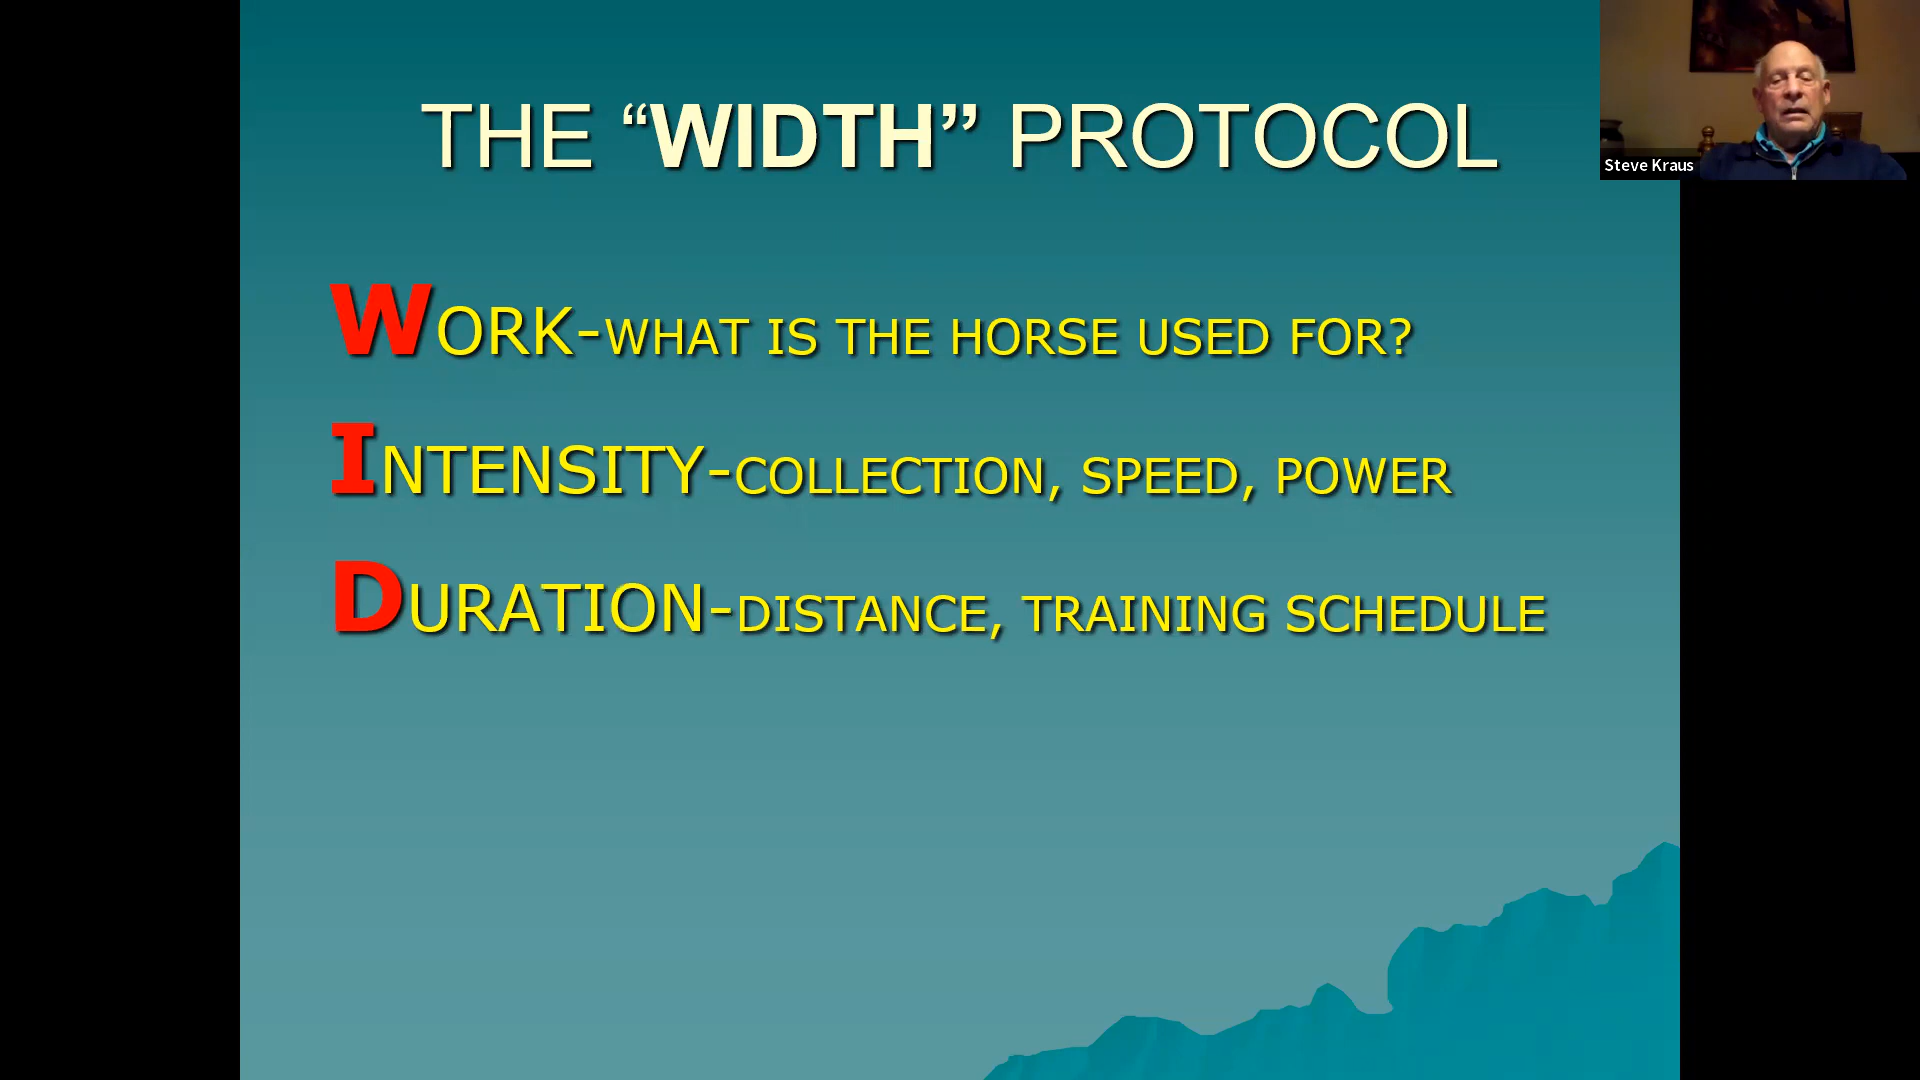 THE “WIDTH” PROTOCOL
Steve Kraus
WORK-WHAT IS THE HORSE USED FOR?
INTENSITY-COLLECTION, SPEED, POWER
DURATION-DISTANCE, TRAINING SCHEDULE